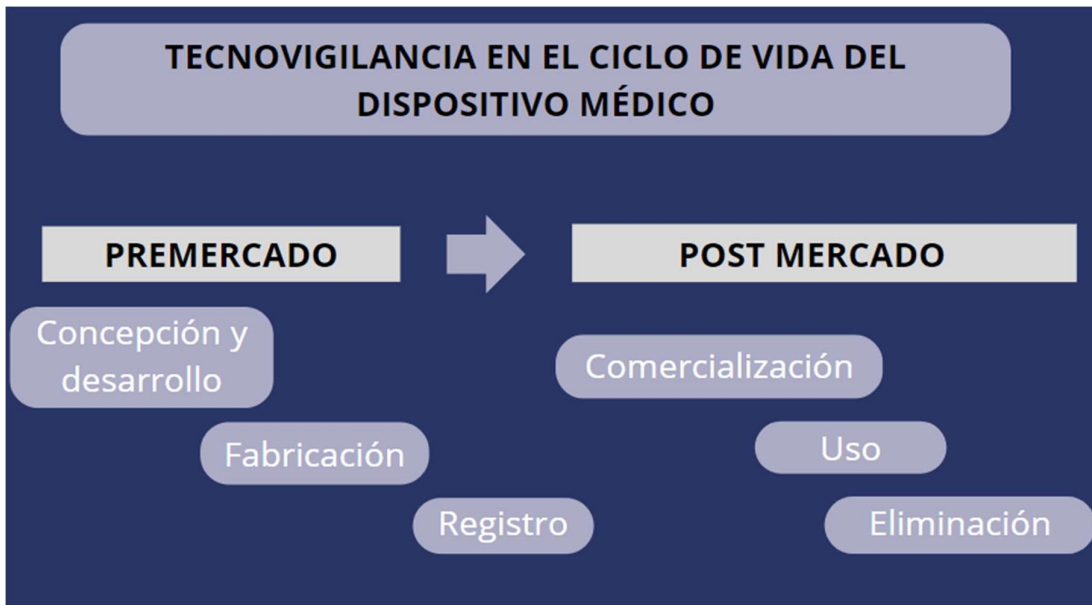 TECNOVIGILANCIA EN EL CICLO DE VIDA DEL
DISPOSITIVO MÉDICO
PREMERCADO
POST MERCADO
Concepción y
desarrollo
Fabricación
Registro
Comercialización
Uso
Eliminación